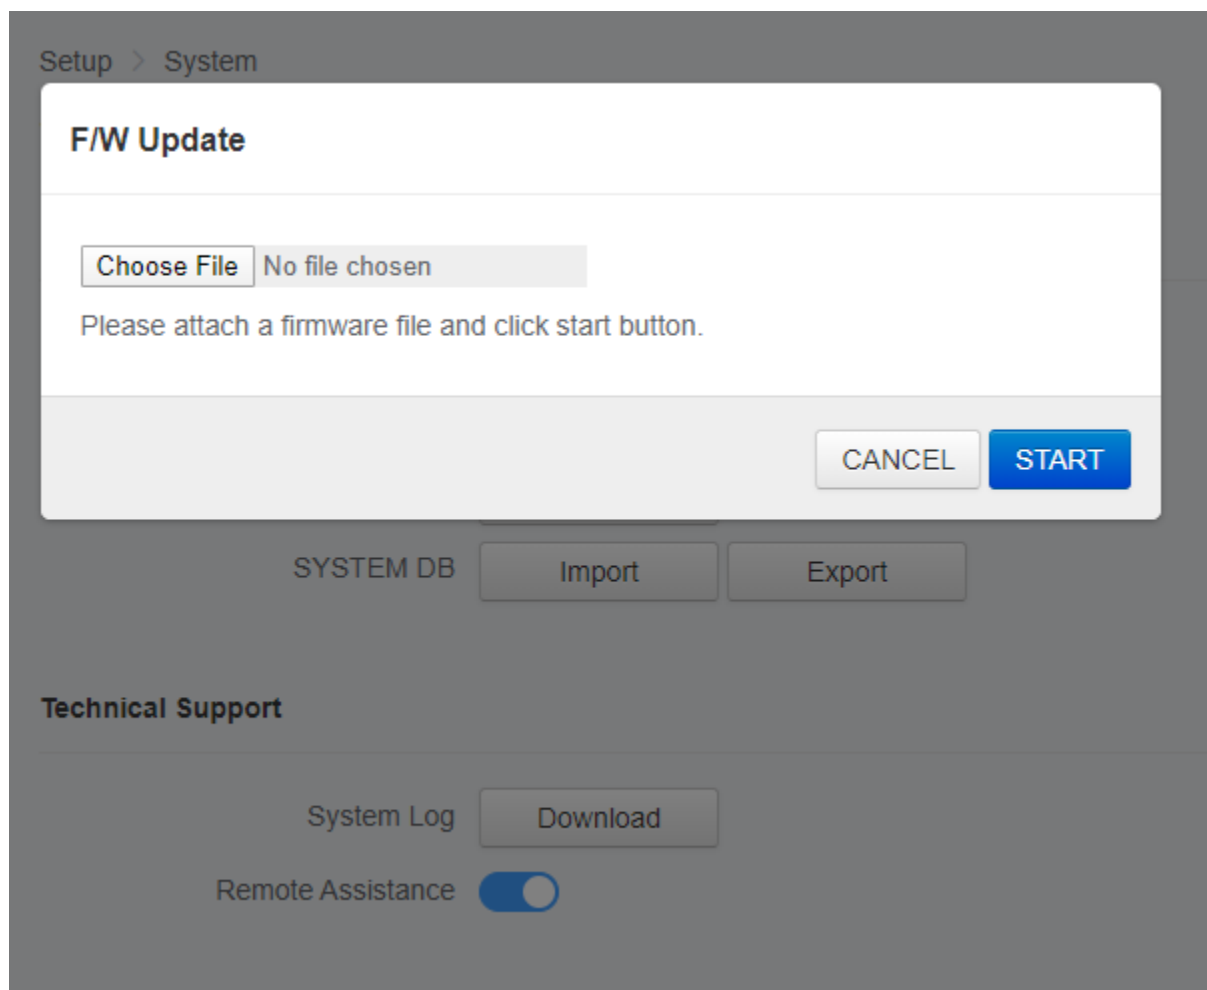 Setup > System
F/W Update
Choose File No file chosen
Please attach a firmware file and click start button.
CANCEL START
SYSTEM DB Import Export
Technical Support
System Log Download
Remote Assistance